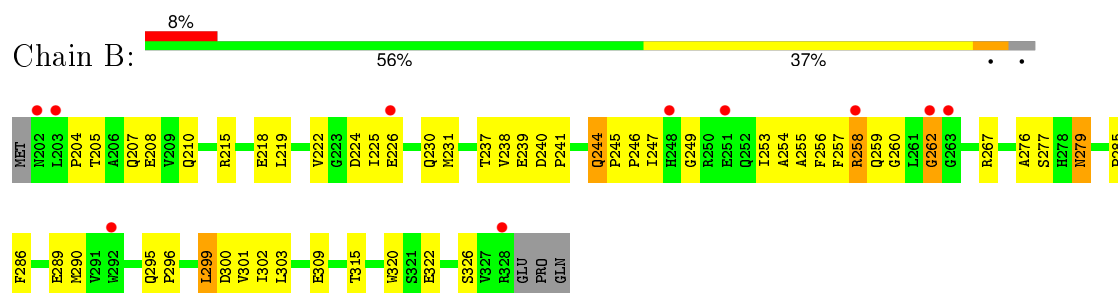 8%
Chain B:
56% 37% • •
MET N202 L203 P204 T205 A206 Q207 E208 V209 Q210 R215 E218 L219 V222 G223 D224 I225 E226 Q230 M231 T237 V238 E239 D240 P241 Q244 P245 P246 I247 H248 G249 R250 E251 Q252 I253 A254 A255 F256 F257 R258 Q259 G260 L261 G262 G263 R267 A276 S277 H278 N279
F286 E289 M290 V291 W292 Q295 P296 L299 D300 V301 I302 L303 E309 T315 W320 S321 E322 S326 V327 R328 GLU PRO GLN